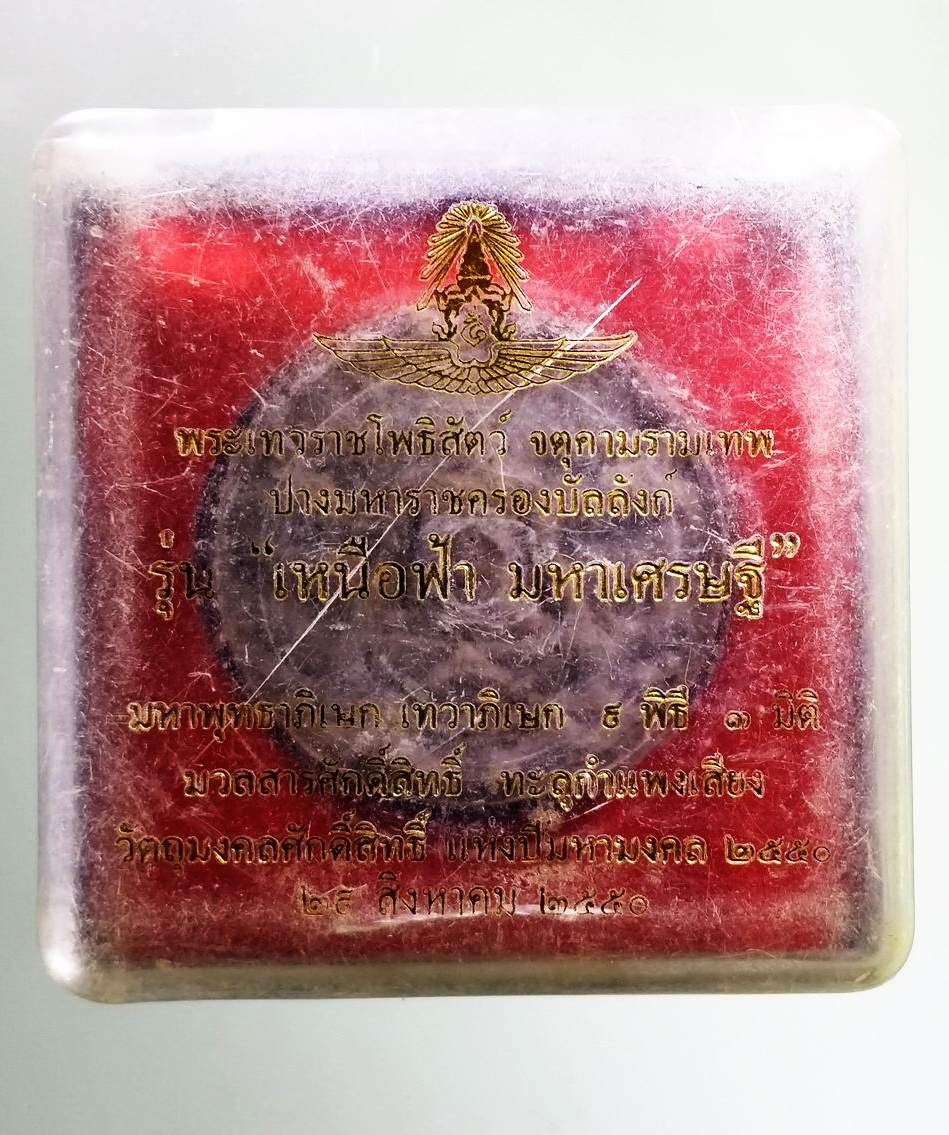 พระเทวราชโพธิสัตว์ จตุคามรามเทพ
ปางมหาราชครองบัลลังก์
รุ่น “เหนือฟ้า มหาเศรษฐี”
มหาพุทธาภิเษก เทวาภิเษก ๙ พิธี ๓ มิติ
มวลสารศักดิ์สิทธิ์ ทะลุกำแพงเสียง
วัตถุมงคลศักดิ์สิทธิ์ แห่งปีมหามงคล ๒๕๕๐
๒๙ สิงหาคม ๒๕๕๐